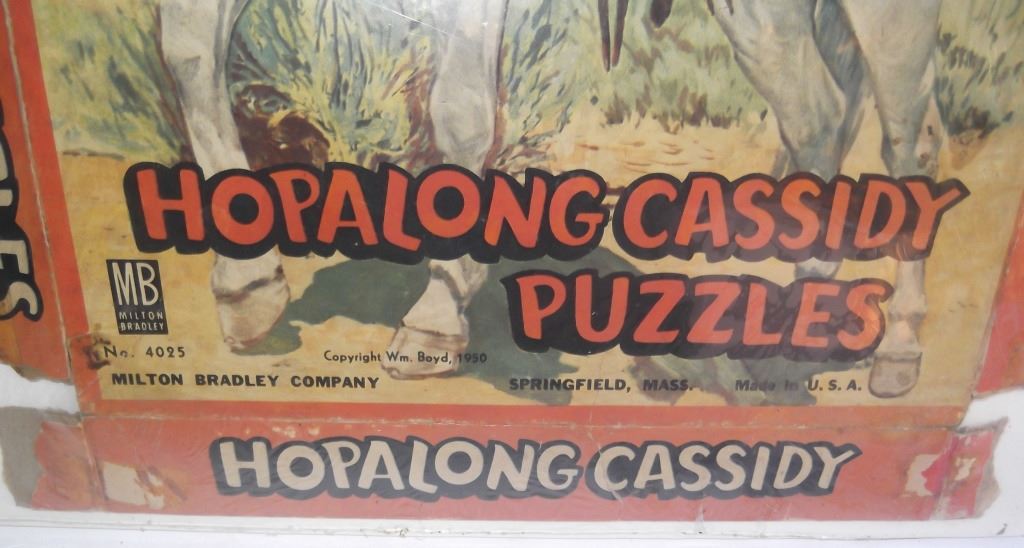 HOPALONG CASSIDY
PUZZLES
MB
MILTON
BRADLEY
No. 4025
Copyright Wm. Boyd, 1950
MILTON BRADLEY COMPANY SPRINGFIELD, MASS. Made In U. S. A.
HOPALONG CASSIDY